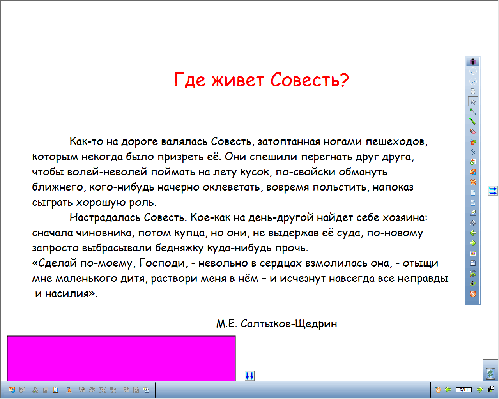 Где живет Совесть?
Как-то на дороге валялась Совесть, затоптанная ногами пешеходов,
которым некогда было призреть её. Они спешили перегнать друг друга,
чтобы волей-неволей поймать на лету кусок, по-свойски обмануть
ближнего, кого-нибудь начерно оклеветать, вовремя польстить, напоказ
сыграть хорошую роль.
Настрадалась Совесть. Кое-как на день-другой найдет себе хозяина:
сначала чиновника, потом купца, но они, не выдержав её суда, по-новому
запросто выбрасывали бедняжку куда-нибудь прочь.
«Сделай по-моему, Господи, - невольно в сердцах взмолилась она, - отыщи
мне маленького дитя, раствори меня в нём – и исчезнут навсегда все неправды
и насилия».
М.Е. Салтыков-Щедрин